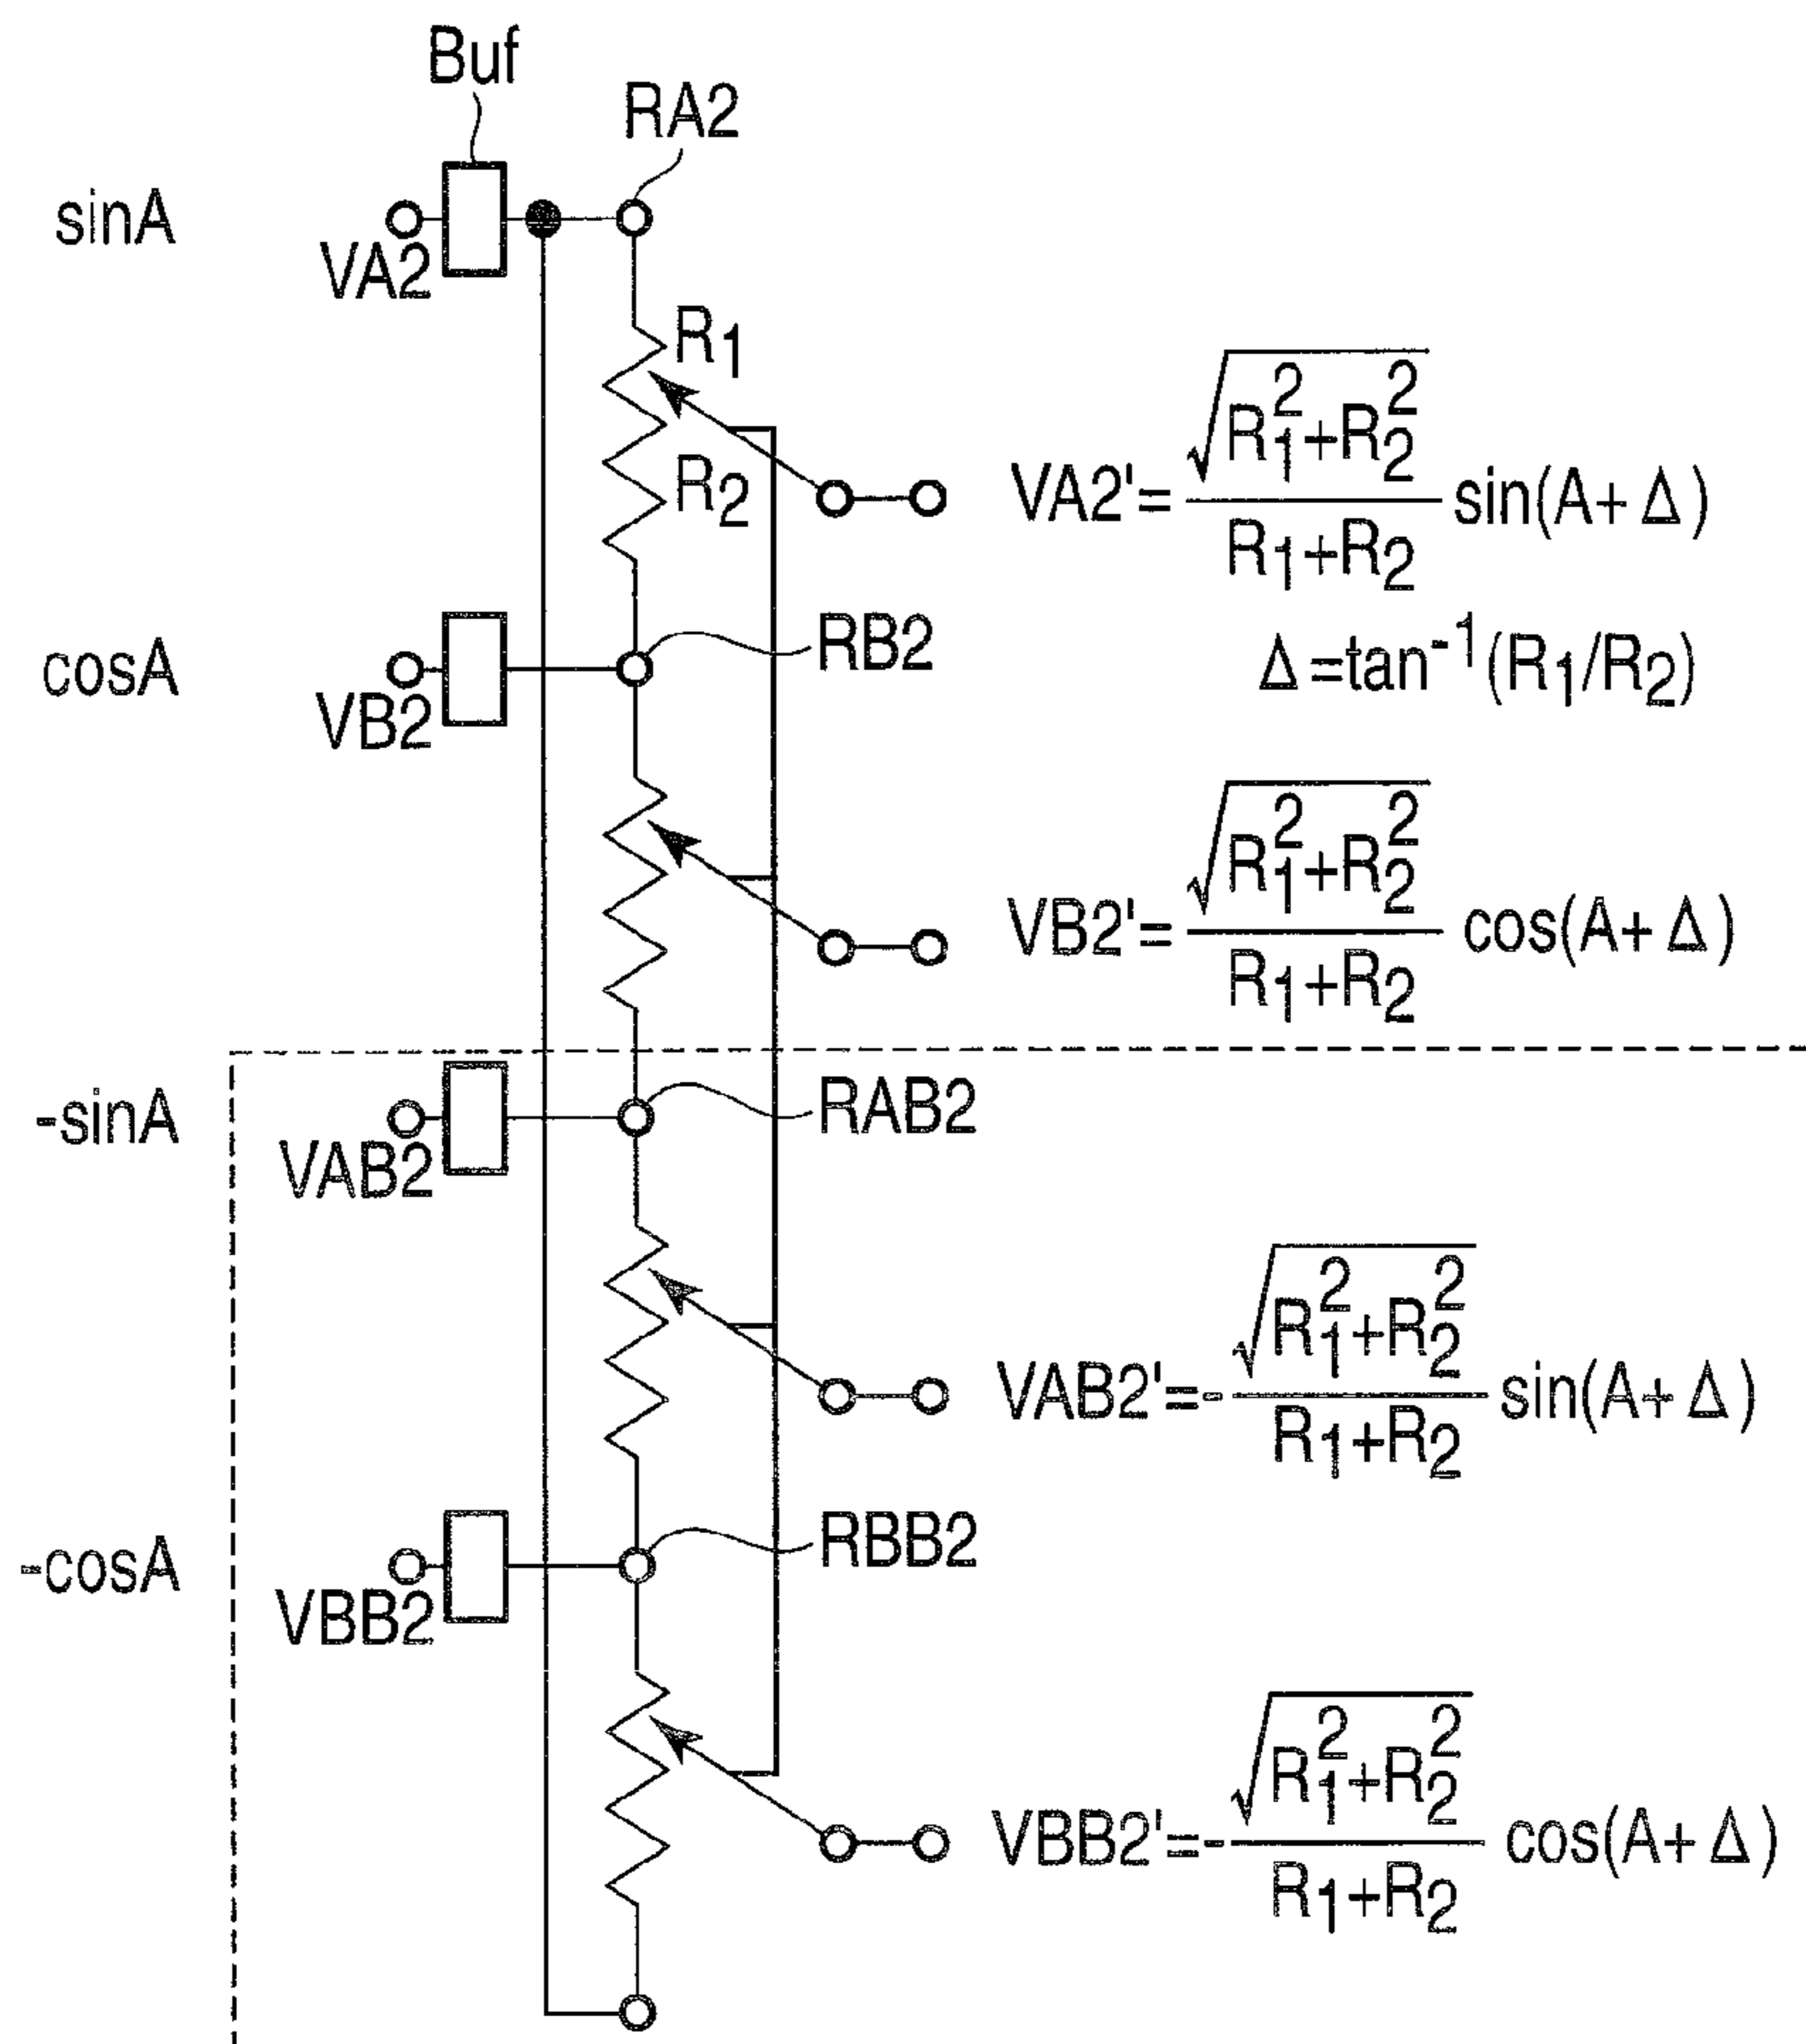 Buf
RA2
sinA
VA2
R1
R2
VA2'= √R1²+R2² / R1+R2 sin(A+ Δ)
cosA
VB2
RB2
Δ =tan⁻¹(R1/R2)
VB2'= √R1²+R2² / R1+R2 cos(A+ Δ)
-sinA
VAB2
RAB2
VAB2'=- √R1²+R2² / R1+R2 sin(A+ Δ)
-cosA
VBB2
RBB2
VBB2'=- √R1²+R2² / R1+R2 cos(A+ Δ)